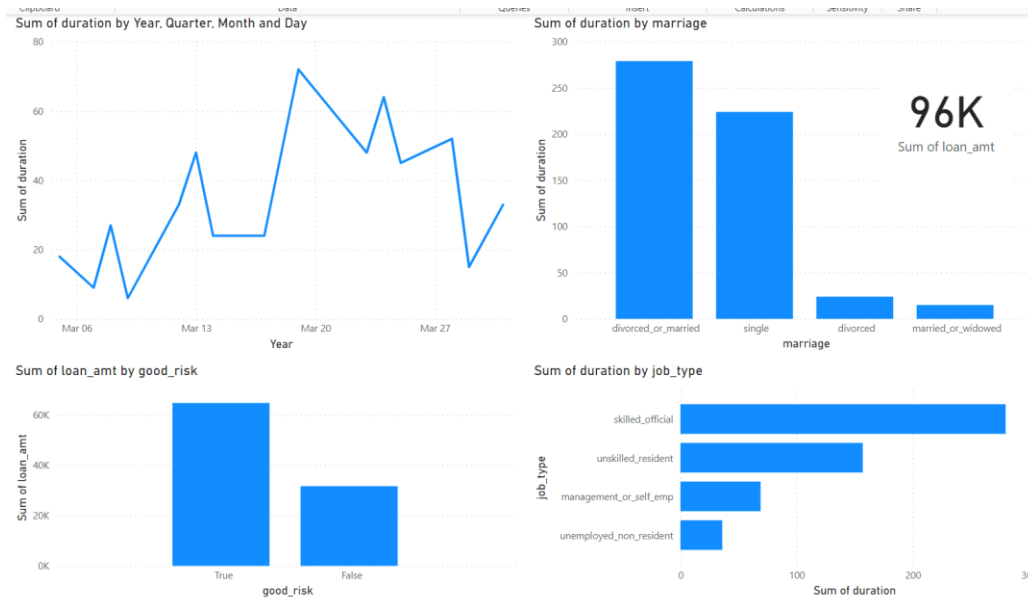 Clipboard Data Queries Insert Calculations Sensitivity Share
Sum of duration by Year, Quarter, Month and Day
80
60
40
20
0
Sum of duration
Mar 06 Mar 13 Mar 20 Mar 27
Year
Sum of duration by marriage
300
250
200
150
100
50
0
Sum of duration
96K
Sum of loan_amt
divorced_or_married single divorced married_or_widowed
marriage
Sum of loan_amt by good_risk
60K
40K
20K
0K
Sum of loan_amt
True False
good_risk
Sum of duration by job_type
job_type
skilled_official
unskilled_resident
management_or_self_emp
unemployed_non_resident
0 100 200
Sum of duration